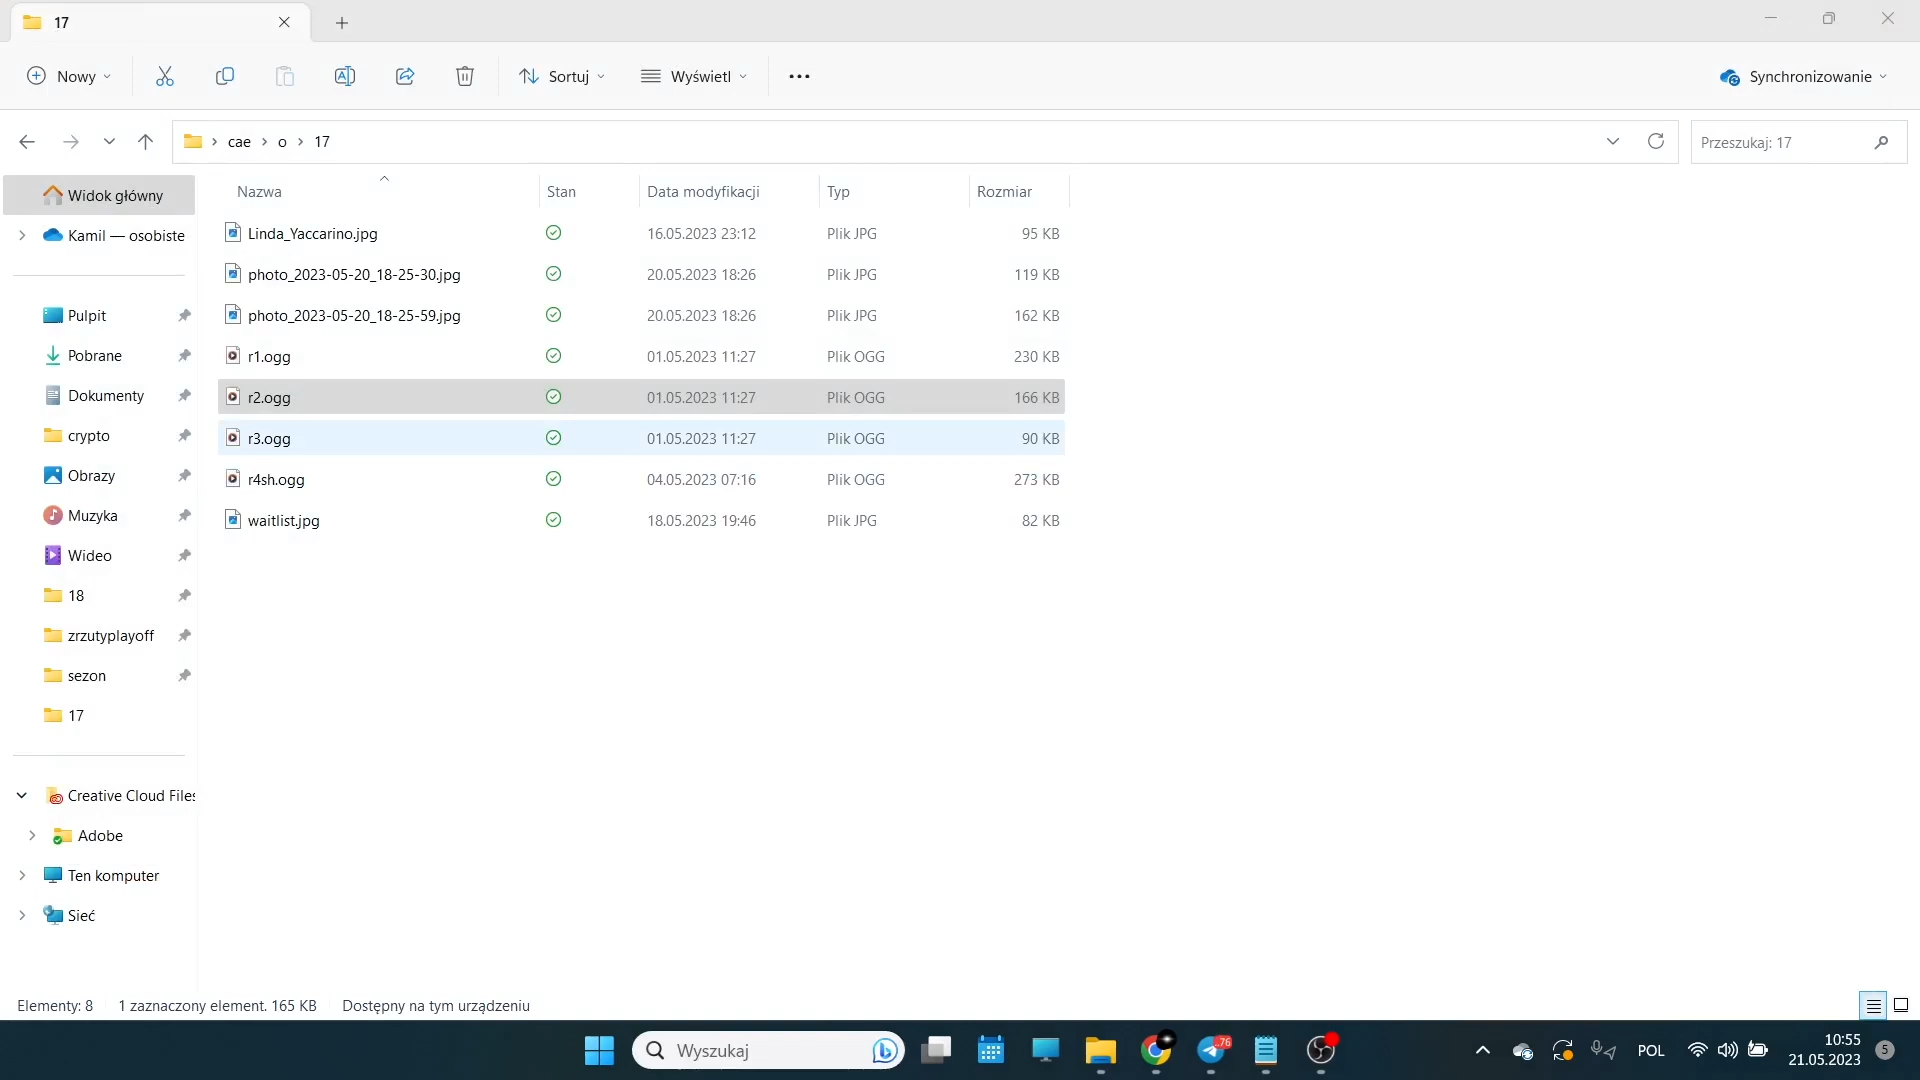 17
Nowy
Sortuj
Wyświetl
Synchronizowanie
cae
o
17
Przeszukaj: 17
Widok główny
Kamil — osobiste
Pulpit
Pobrane
Dokumenty
crypto
Obrazy
Muzyka
Wideo
18
zrzutyplayoff
sezon
17
Creative Cloud Files
Adobe
Ten komputer
Sieć
Nazwa Stan Data modyfikacji Typ Rozmiar
Linda_Yaccarino.jpg 16.05.2023 23:12 Plik JPG 95 KB
photo_2023-05-20_18-25-30.jpg 20.05.2023 18:26 Plik JPG 119 KB
photo_2023-05-20_18-25-59.jpg 20.05.2023 18:26 Plik JPG 162 KB
r1.ogg 01.05.2023 11:27 Plik OGG 230 KB
r2.ogg 01.05.2023 11:27 Plik OGG 166 KB
r3.ogg 01.05.2023 11:27 Plik OGG 90 KB
r4sh.ogg 04.05.2023 07:16 Plik OGG 273 KB
waitlist.jpg 18.05.2023 19:46 Plik JPG 82 KB
Elementy: 8 1 zaznaczony element. 165 KB Dostępny na tym urządzeniu
Wyszukaj
76
POL
10:55
21.05.2023
5